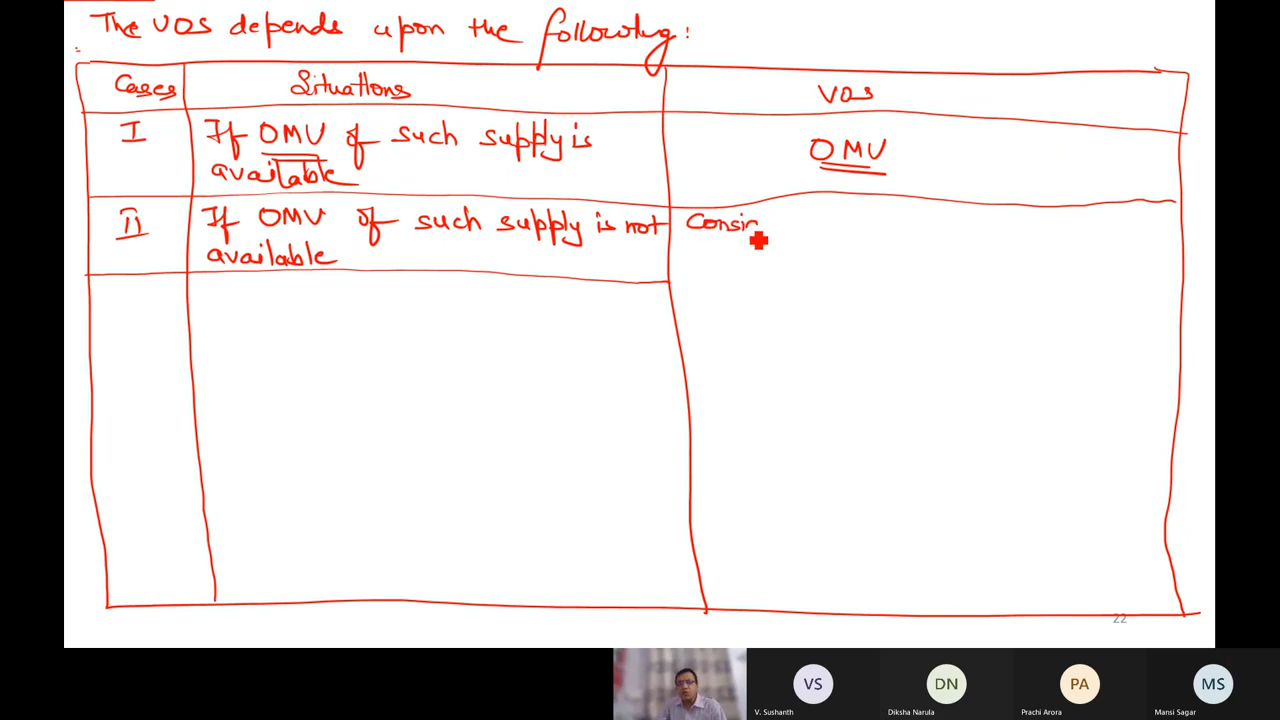 The VOS depends upon the following:
Cases
Situations
VOS
I
If OMV of such supply is
available
OMV
II
If OMV of such supply is not
available
Consin
22
VS
V. Sushanth
DN
Diksha Narula
PA
Prachi Arora
MS
Mansi Sagar